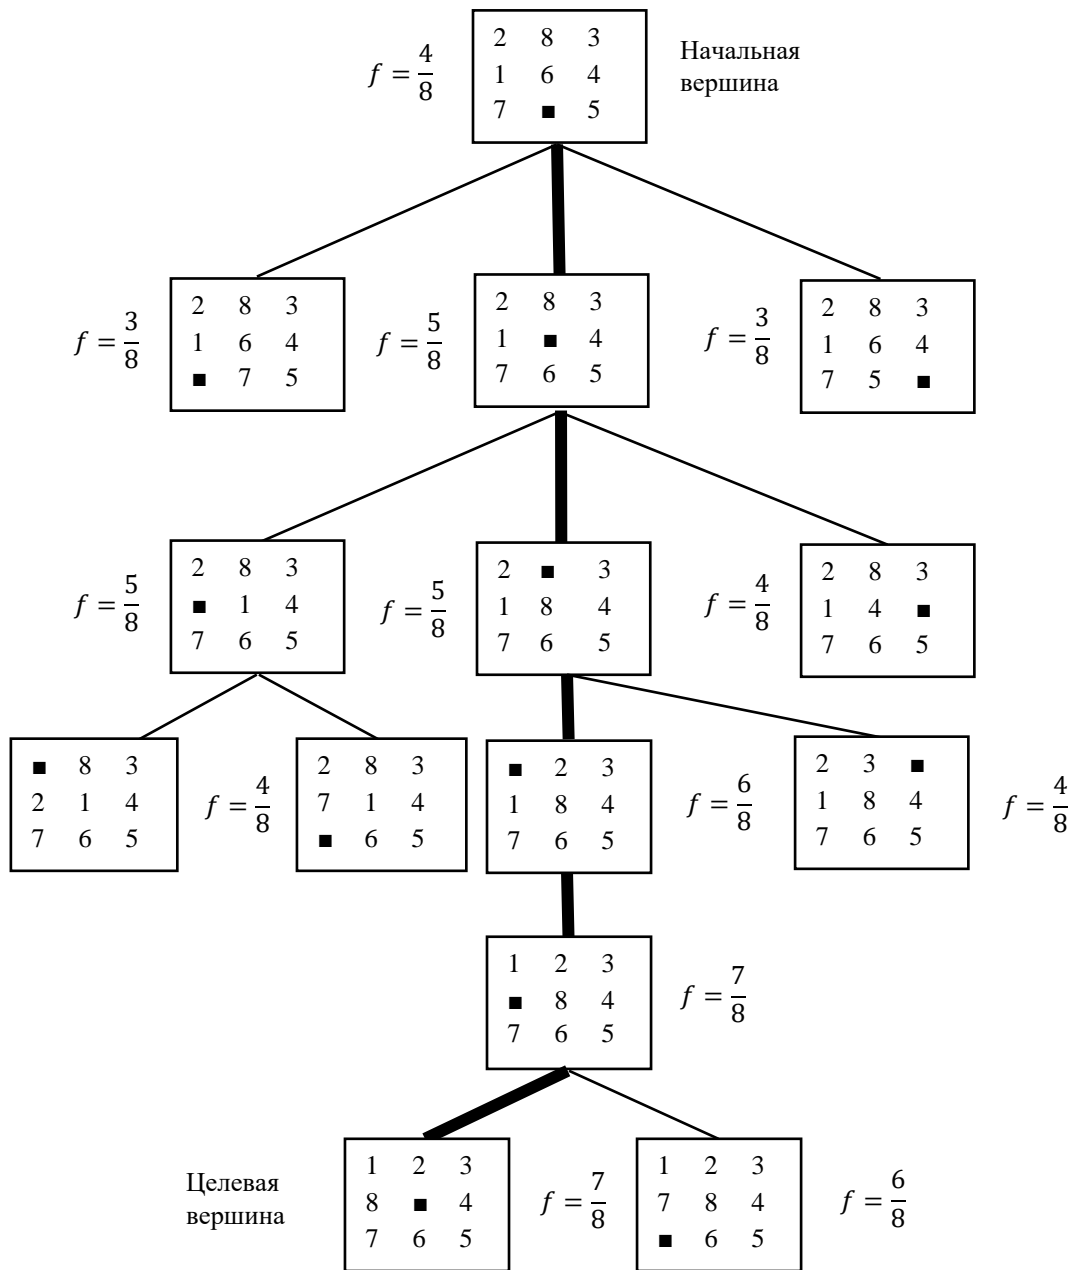 f = 4/8
2 8 3
1 6 4
7 ■ 5
Начальная
вершина
f = 3/8
2 8 3
1 6 4
■ 7 5
f = 5/8
2 8 3
1 ■ 4
7 6 5
f = 3/8
2 8 3
1 6 4
7 5 ■
f = 5/8
2 8 3
■ 1 4
7 6 5
f = 5/8
2 ■ 3
1 8 4
7 6 5
f = 4/8
2 8 3
1 4 ■
7 6 5
■ 8 3
2 1 4
7 6 5
f = 4/8
2 8 3
7 1 4
■ 6 5
■ 2 3
1 8 4
7 6 5
f = 6/8
2 3 ■
1 8 4
7 6 5
f = 4/8
1 2 3
■ 8 4
7 6 5
f = 7/8
Целевая
вершина
1 2 3
8 ■ 4
7 6 5
f = 7/8
1 2 3
7 8 4
■ 6 5
f = 6/8